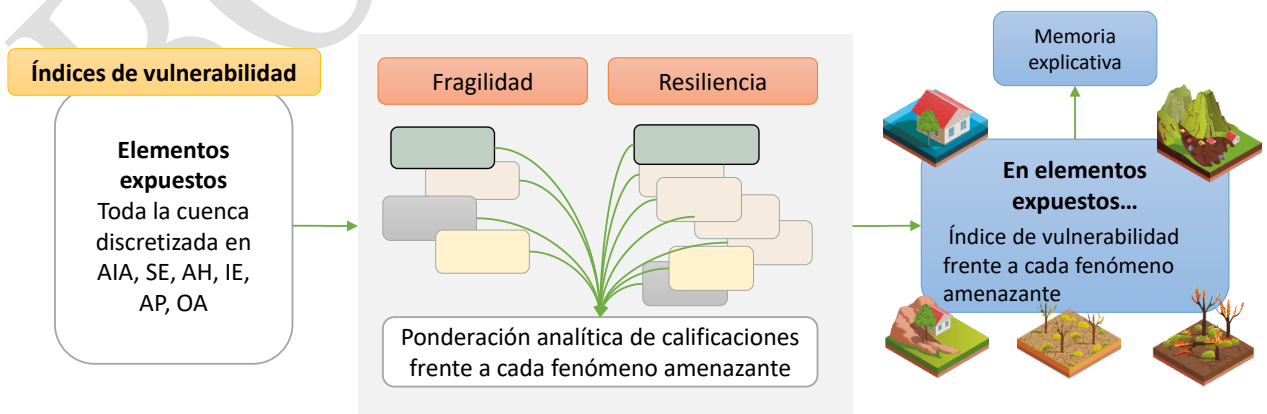 Índices de vulnerabilidad
Elementos
expuestos
Toda la cuenca
discretizada en
AIA, SE, AH, IE,
AP, OA
Fragilidad
Resiliencia
Ponderación analítica de calificaciones
frente a cada fenómeno amenazante
Memoria
explicativa
En elementos
expuestos...
Índice de vulnerabilidad
frente a cada fenómeno
amenazante